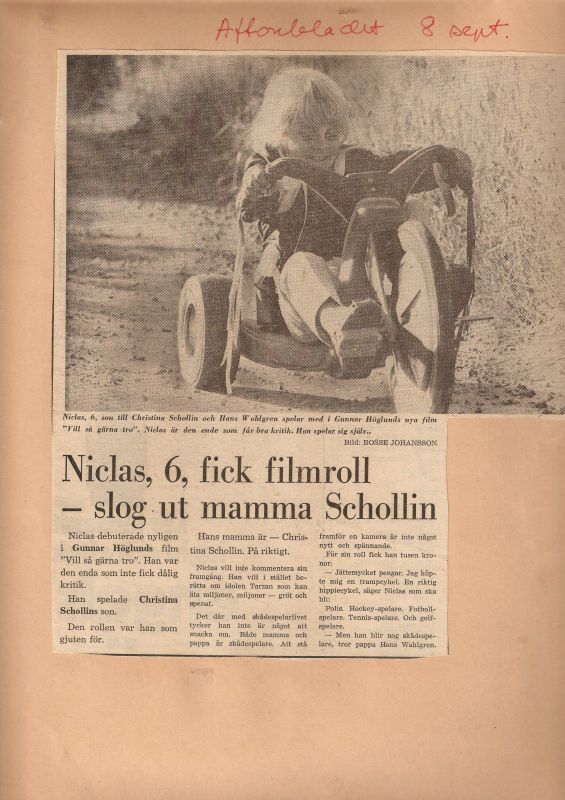 Aftonbladet 8 sept.
Niclas, 6, son till Christina Schollin och Hans Wahlgren spelar med i Gunnar Höglunds nya film
"Vill så gärna tro". Niclas är den ende som får bra kritik. Han spelar sig själv..
Bild: BOSSE JOHANSSON
Niclas, 6, fick filmroll
– slog ut mamma Schollin
Niclas debuterade nyligen
i Gunnar Höglunds film
"Vill så gärna tro". Han var
den enda som inte fick dålig
kritik.
Han spelade Christina
Schollins son.
Den rollen var han som
gjuten för.
Hans mamma är — Chris-
tina Schollin. På riktigt.
Niclas vill inte kommentera sin
framgång. Han vill i stället be-
rätta om idolen Tarzan som kan
äta miljoner, miljoner — gröt och
spenat.
Det där med skådespelarlivet
tycker han inte är något att
snacka om. Både mamma och
pappa är skådespelare. Att stå
framför en kamera är inte något
nytt och spännande.
För sin roll fick han tusen kro-
nor.
— Jättemycket pengar. Jag köp-
te mig en trampcykel. En riktig
hippiecykel, säger Niclas som ska
bli:
Polis. Hockey-spelare. Fotboll-
spelare. Tennis-spelare. Och golf-
spelare.
— Men han blir nog skådespe-
lare, tror pappa Hans Wahlgren.